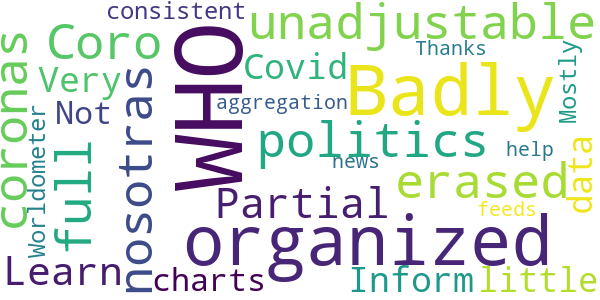 consistent
unadjustable
Coro
WHO
Thanks
Mostly
Covid
Very
coronas
nosotras
Badly
aggregation
Not
Worldometer
full
politics
help
news
data
erased
Partial
feeds
organized
Learn
charts
Inform
little